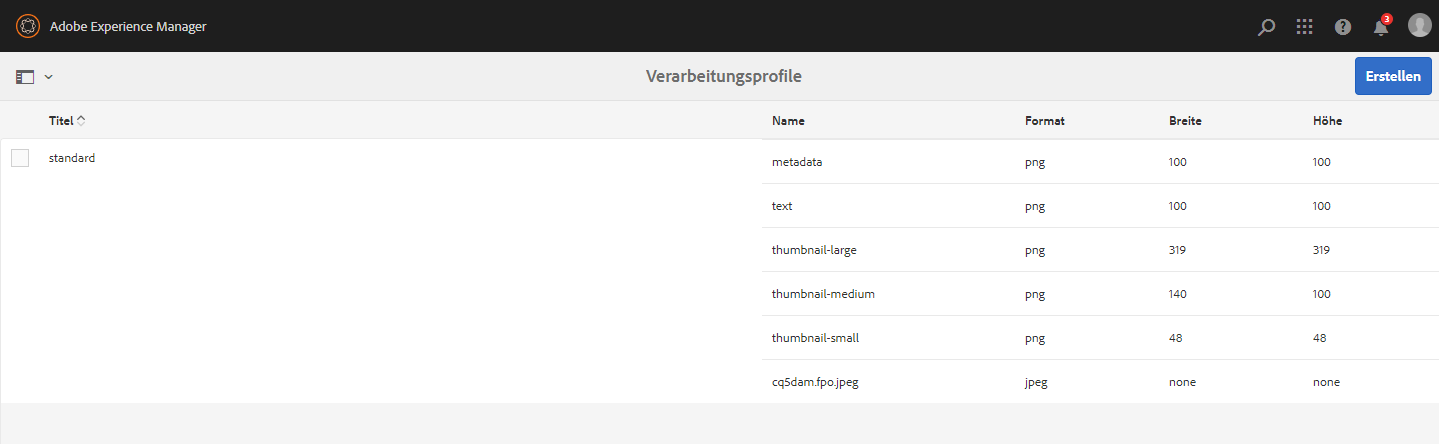 Adobe Experience Manager
3
Verarbeitungsprofile
Erstellen
Titel Name Format Breite Höhe
standard
metadata png 100 100
text png 100 100
thumbnail-large png 319 319
thumbnail-medium png 140 100
thumbnail-small png 48 48
cq5dam.fpo.jpeg jpeg none none